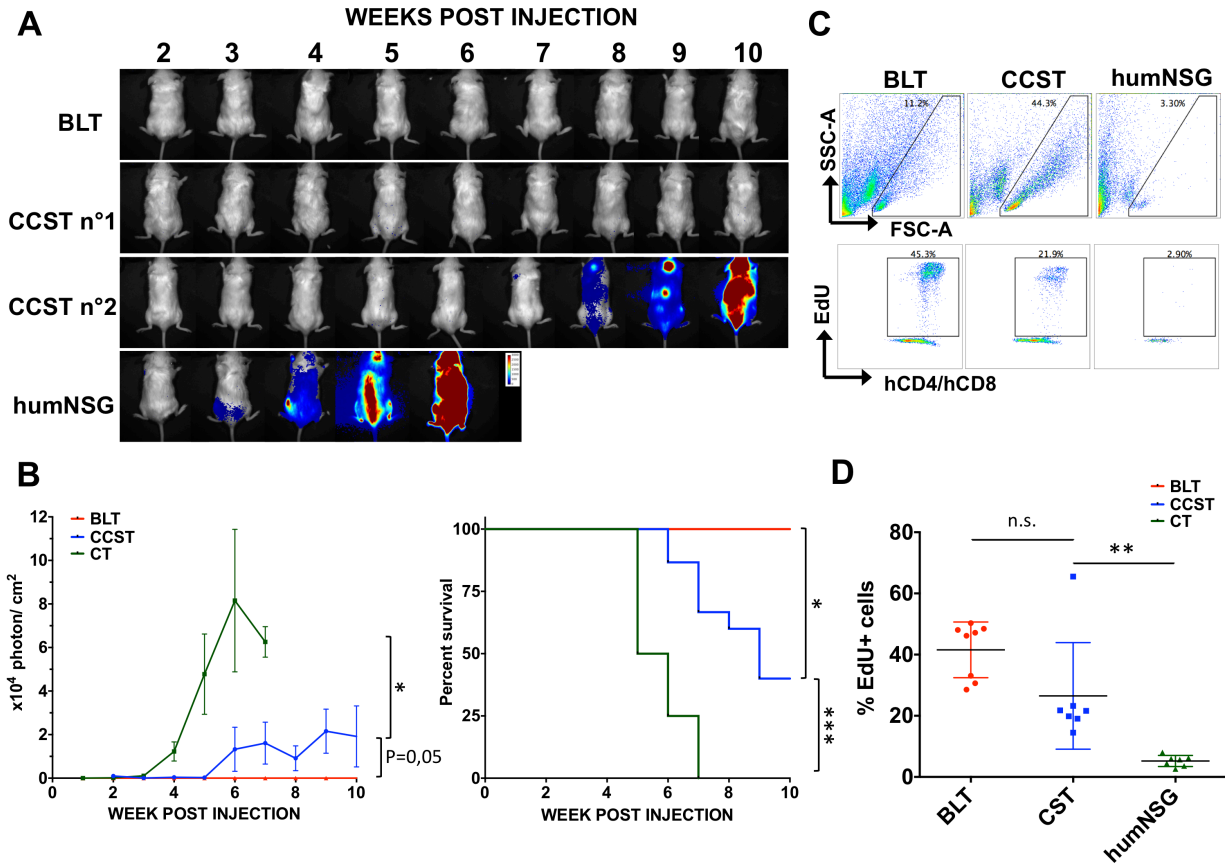 A
WEEKS POST INJECTION
2 3 4 5 6 7 8 9 10
BLT
CCST n°1
CCST n°2
humNSG
C
BLT CCST humNSG
11.2% 44.3% 3.30%
SSC-A
FSC-A
45.3% 21.9% 2.90%
EdU
hCD4/hCD8
B
BLT
CCST
CT
12
10
8
6
4
2
0
x10⁴ photon/ cm²
0 2 4 6 8 10
WEEK POST INJECTION
*
P=0,05
100
75
50
25
0
Percent survival
0 2 4 6 8 10
WEEK POST INJECTION
*
***
D
BLT
CCST
CT
n.s.
**
80
60
40
20
0
% EdU+ cells
BLT
CST
humNSG